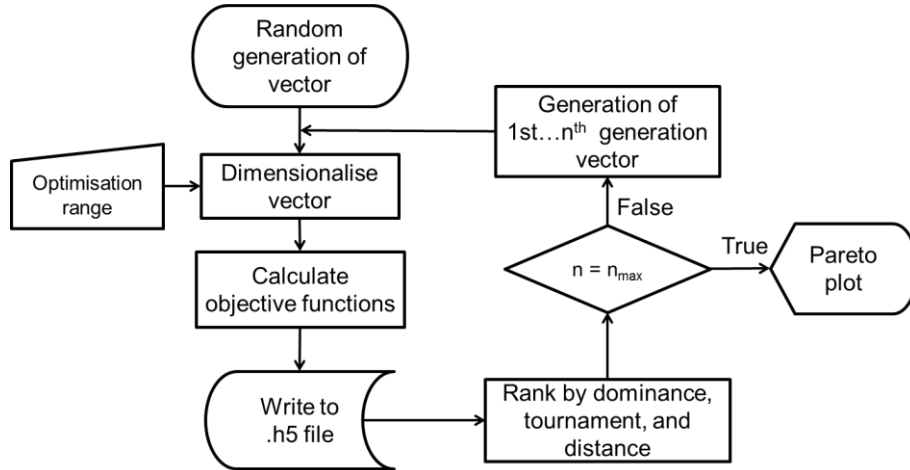 Random
generation of
vector
Optimisation
range
Dimensionalise
vector
Calculate
objective functions
Write to
.h5 file
Rank by dominance,
tournament, and
distance
n = nmax
False
True
Generation of
1st...nth generation
vector
Pareto
plot